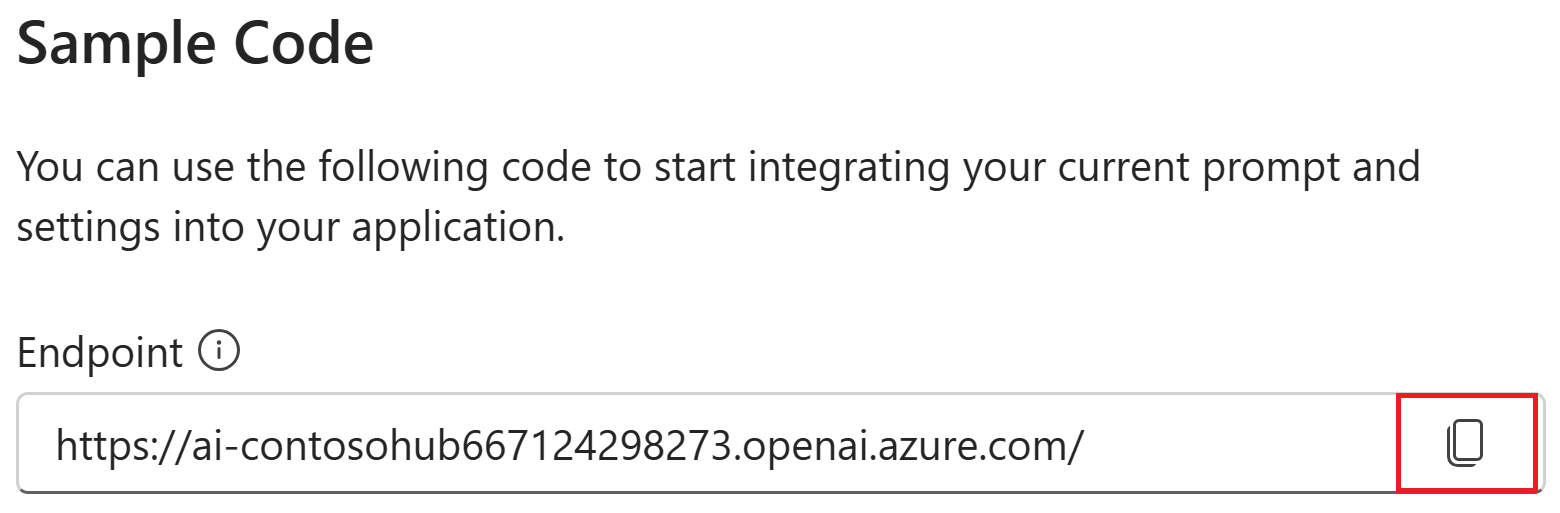 Sample Code
You can use the following code to start integrating your current prompt and
settings into your application.
Endpoint
https://ai-contosohub667124298273.openai.azure.com/